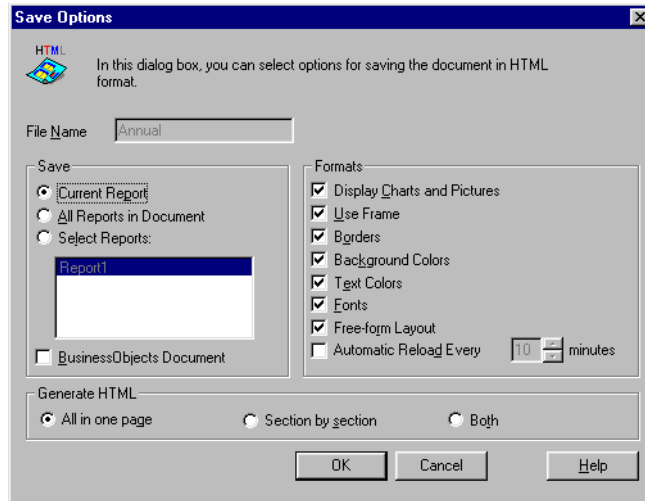 Save Options
HTML
In this dialog box, you can select options for saving the document in HTML
format.
File Name
Annual
Save
Current Report
All Reports in Document
Select Reports:
Report1
BusinessObjects Document
Formats
Display Charts and Pictures
Use Frame
Borders
Background Colors
Text Colors
Fonts
Free-form Layout
Automatic Reload Every 10 minutes
Generate HTML
All in one page Section by section Both
OK Cancel Help